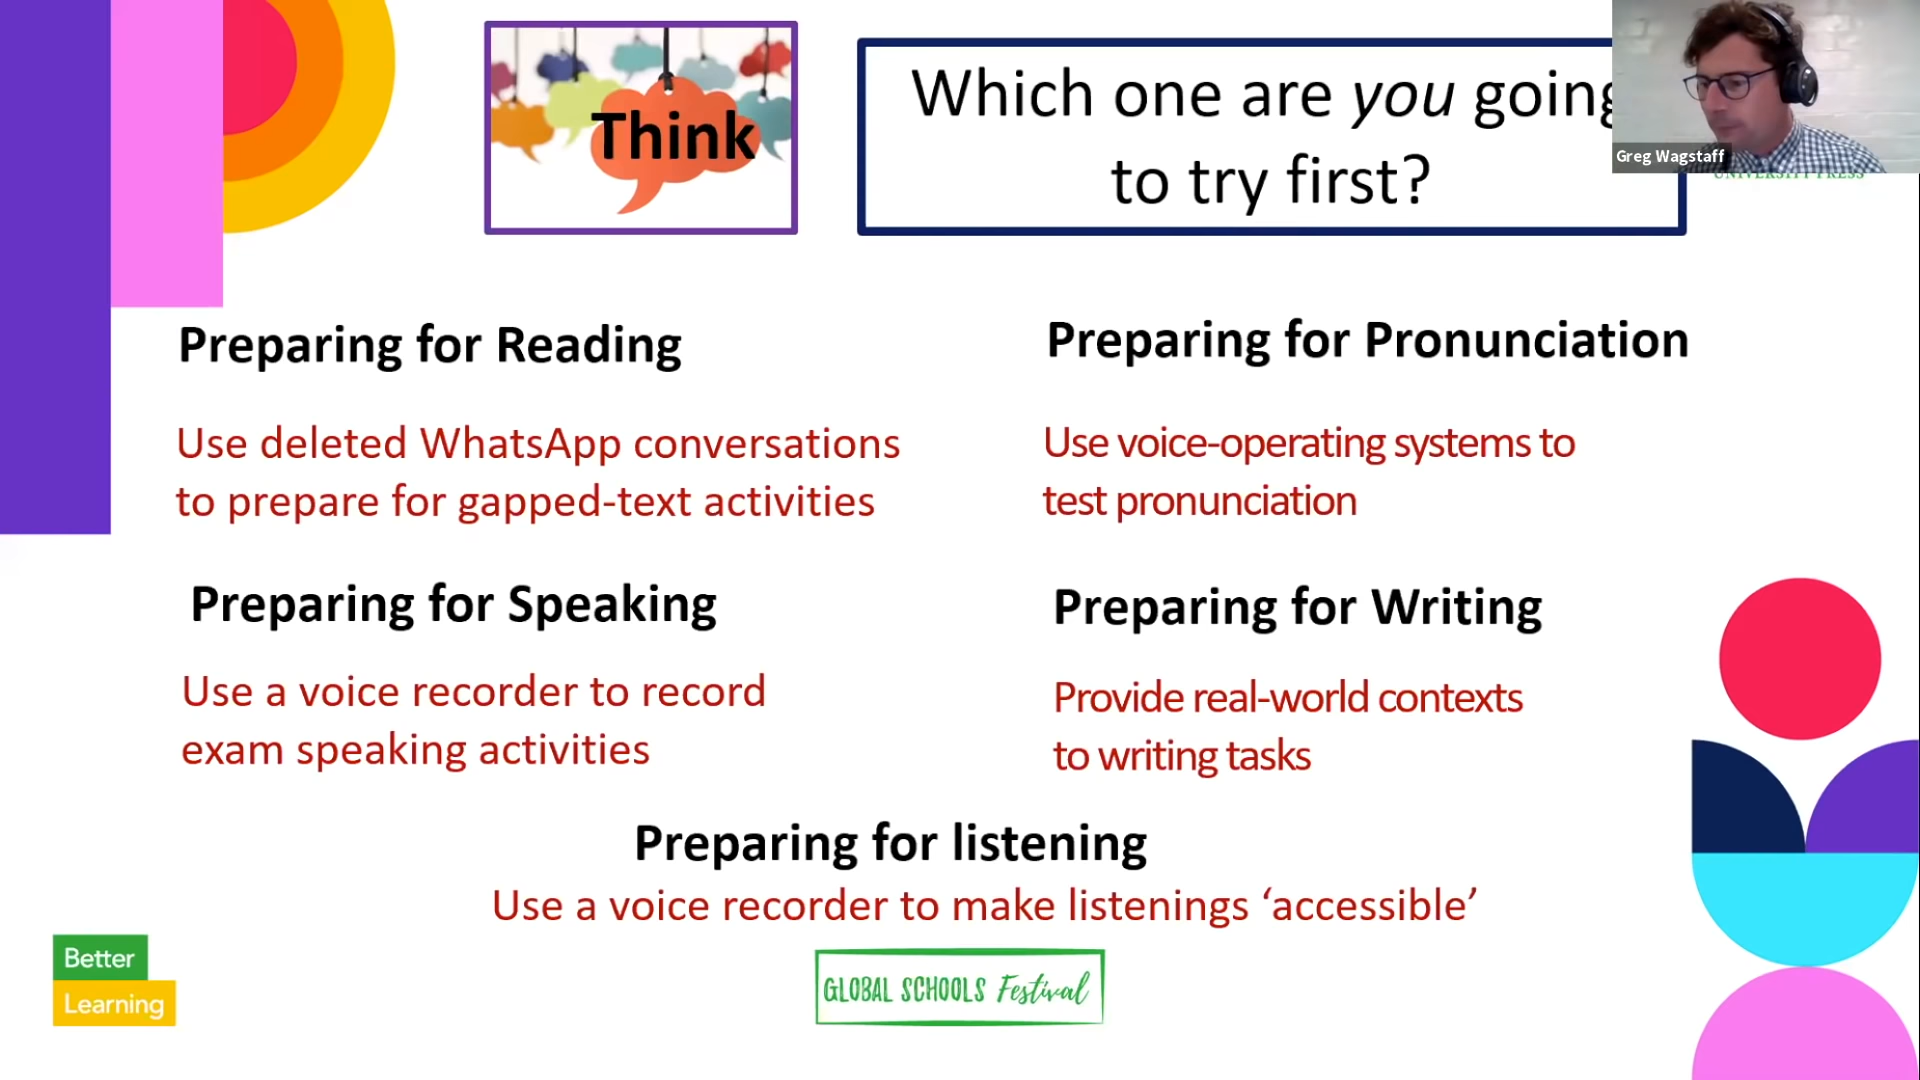 Think
Which one are you going
to try first?
Greg Wagstaff
UNIVERSITY PRESS
Preparing for Reading
Use deleted WhatsApp conversations
to prepare for gapped-text activities
Preparing for Pronunciation
Use voice-operating systems to
test pronunciation
Preparing for Speaking
Use a voice recorder to record
exam speaking activities
Preparing for Writing
Provide real-world contexts
to writing tasks
Preparing for listening
Use a voice recorder to make listenings ‘accessible’
Better
Learning
GLOBAL SCHOOLS Festival